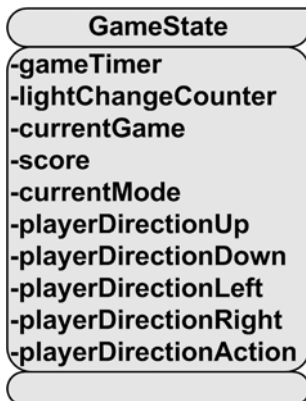 GameState
-gameTimer
-lightChangeCounter
-currentGame
-score
-currentMode
-playerDirectionUp
-playerDirectionDown
-playerDirectionLeft
-playerDirectionRight
-playerDirectionAction